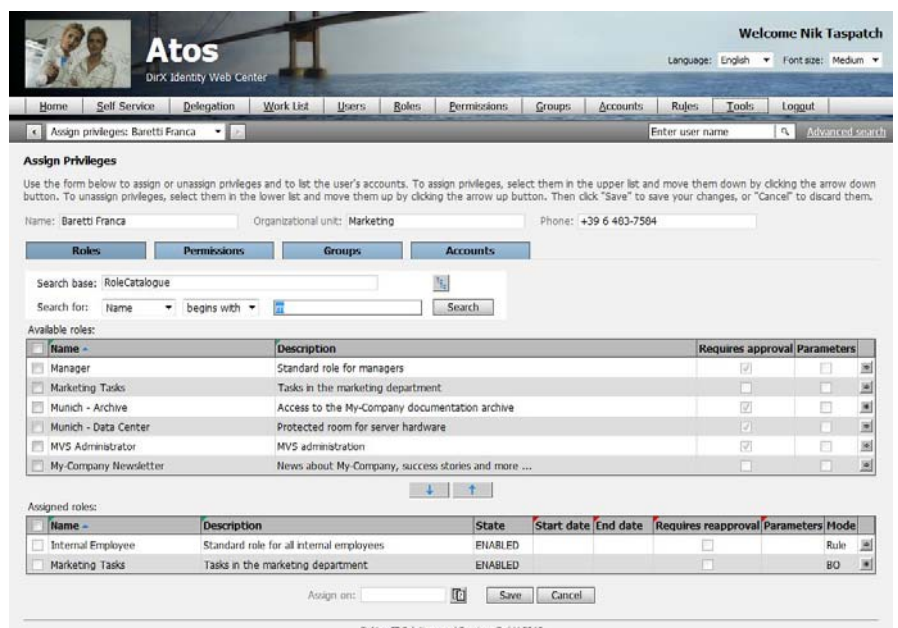 Welcome Nik Taspatch
Atos
DirX Identity Web Center
Language: English Font size: Medium
Home Self Service Delegation Work List Users Roles Permissions Groups Accounts Rules Tools Logout
Assign privileges: Baretti Franca Enter user name Advanced search
Assign Privileges
Use the form below to assign or unassign privileges and to list the user's accounts. To assign privileges, select them in the upper list and move them down by clicking the arrow down
button. To unassign privileges, select them in the lower list and move them up by clicking the arrow up button. Then click "Save" to save your changes, or "Cancel" to discard them.
Name: Baretti Franca Organizational unit: Marketing Phone: +39 6 483-7584
Roles Permissions Groups Accounts
Search base: RoleCatalogue
Search for: Name begins with m Search
Available roles:
Name Description Requires approval Parameters
Manager Standard role for managers
Marketing Tasks Tasks in the marketing department
Munich - Archive Access to the My-Company documentation archive
Munich - Data Center Protected room for server hardware
MVS Administrator MVS administration
My-Company Newsletter News about My-Company, success stories and more ...
Assigned roles:
Name Description State Start date End date Requires reapproval Parameters Mode
Internal Employee Standard role for all internal employees ENABLED Rule
Marketing Tasks Tasks in the marketing department ENABLED BO
Assign on: Save Cancel